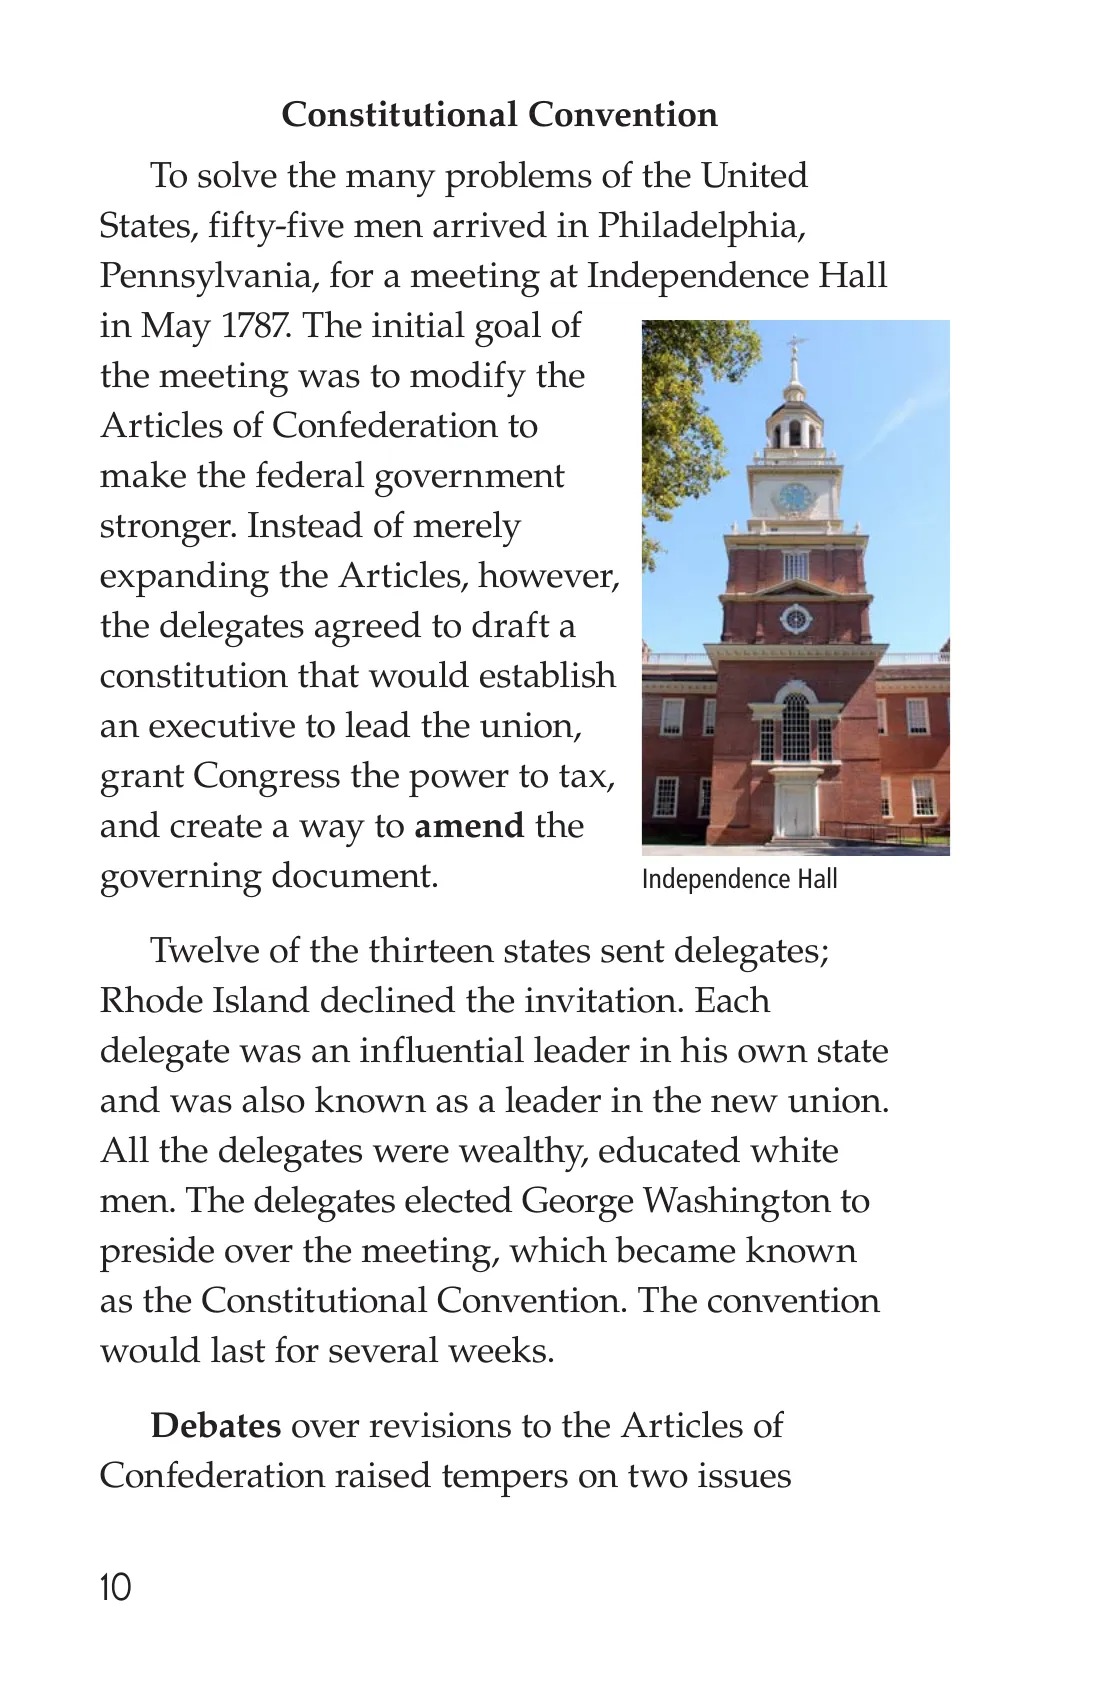 Constitutional Convention
To solve the many problems of the United
States, fifty-five men arrived in Philadelphia,
Pennsylvania, for a meeting at Independence Hall
in May 1787. The initial goal of
the meeting was to modify the
Articles of Confederation to
make the federal government
stronger. Instead of merely
expanding the Articles, however,
the delegates agreed to draft a
constitution that would establish
an executive to lead the union,
grant Congress the power to tax,
and create a way to amend the
governing document.
Independence Hall
Twelve of the thirteen states sent delegates;
Rhode Island declined the invitation. Each
delegate was an influential leader in his own state
and was also known as a leader in the new union.
All the delegates were wealthy, educated white
men. The delegates elected George Washington to
preside over the meeting, which became known
as the Constitutional Convention. The convention
would last for several weeks.
Debates over revisions to the Articles of
Confederation raised tempers on two issues
10